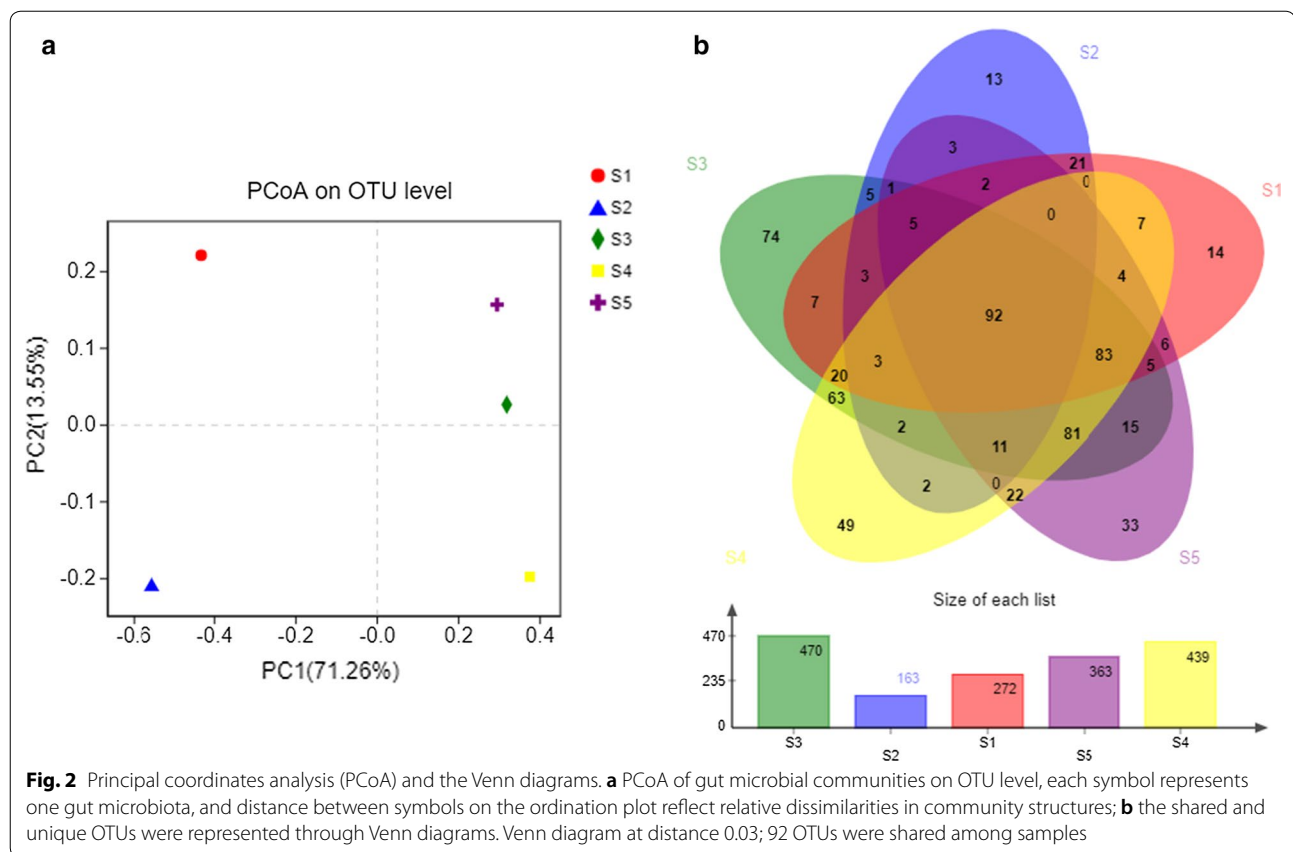 a
PCoA on OTU level
S1
S2
S3
S4
S5
PC2(13.55%)
0.2
0.1
0.0
-0.1
-0.2
-0.6
-0.4
-0.2
-0.0
0.2
0.4
PC1(71.26%)
b
S2
13
S3
3
21
0
S1
5
1
2
0
7
74
5
14
3
4
7
92
6
83
5
20
3
63
2
11
81
15
2
0
22
49
33
S4
S5
Size of each list
470
235
0
470
163
272
363
439
S3
S2
S1
S5
S4
Fig. 2 Principal coordinates analysis (PCoA) and the Venn diagrams. a PCoA of gut microbial communities on OTU level, each symbol represents
one gut microbiota, and distance between symbols on the ordination plot reflect relative dissimilarities in community structures; b the shared and
unique OTUs were represented through Venn diagrams. Venn diagram at distance 0.03; 92 OTUs were shared among samples